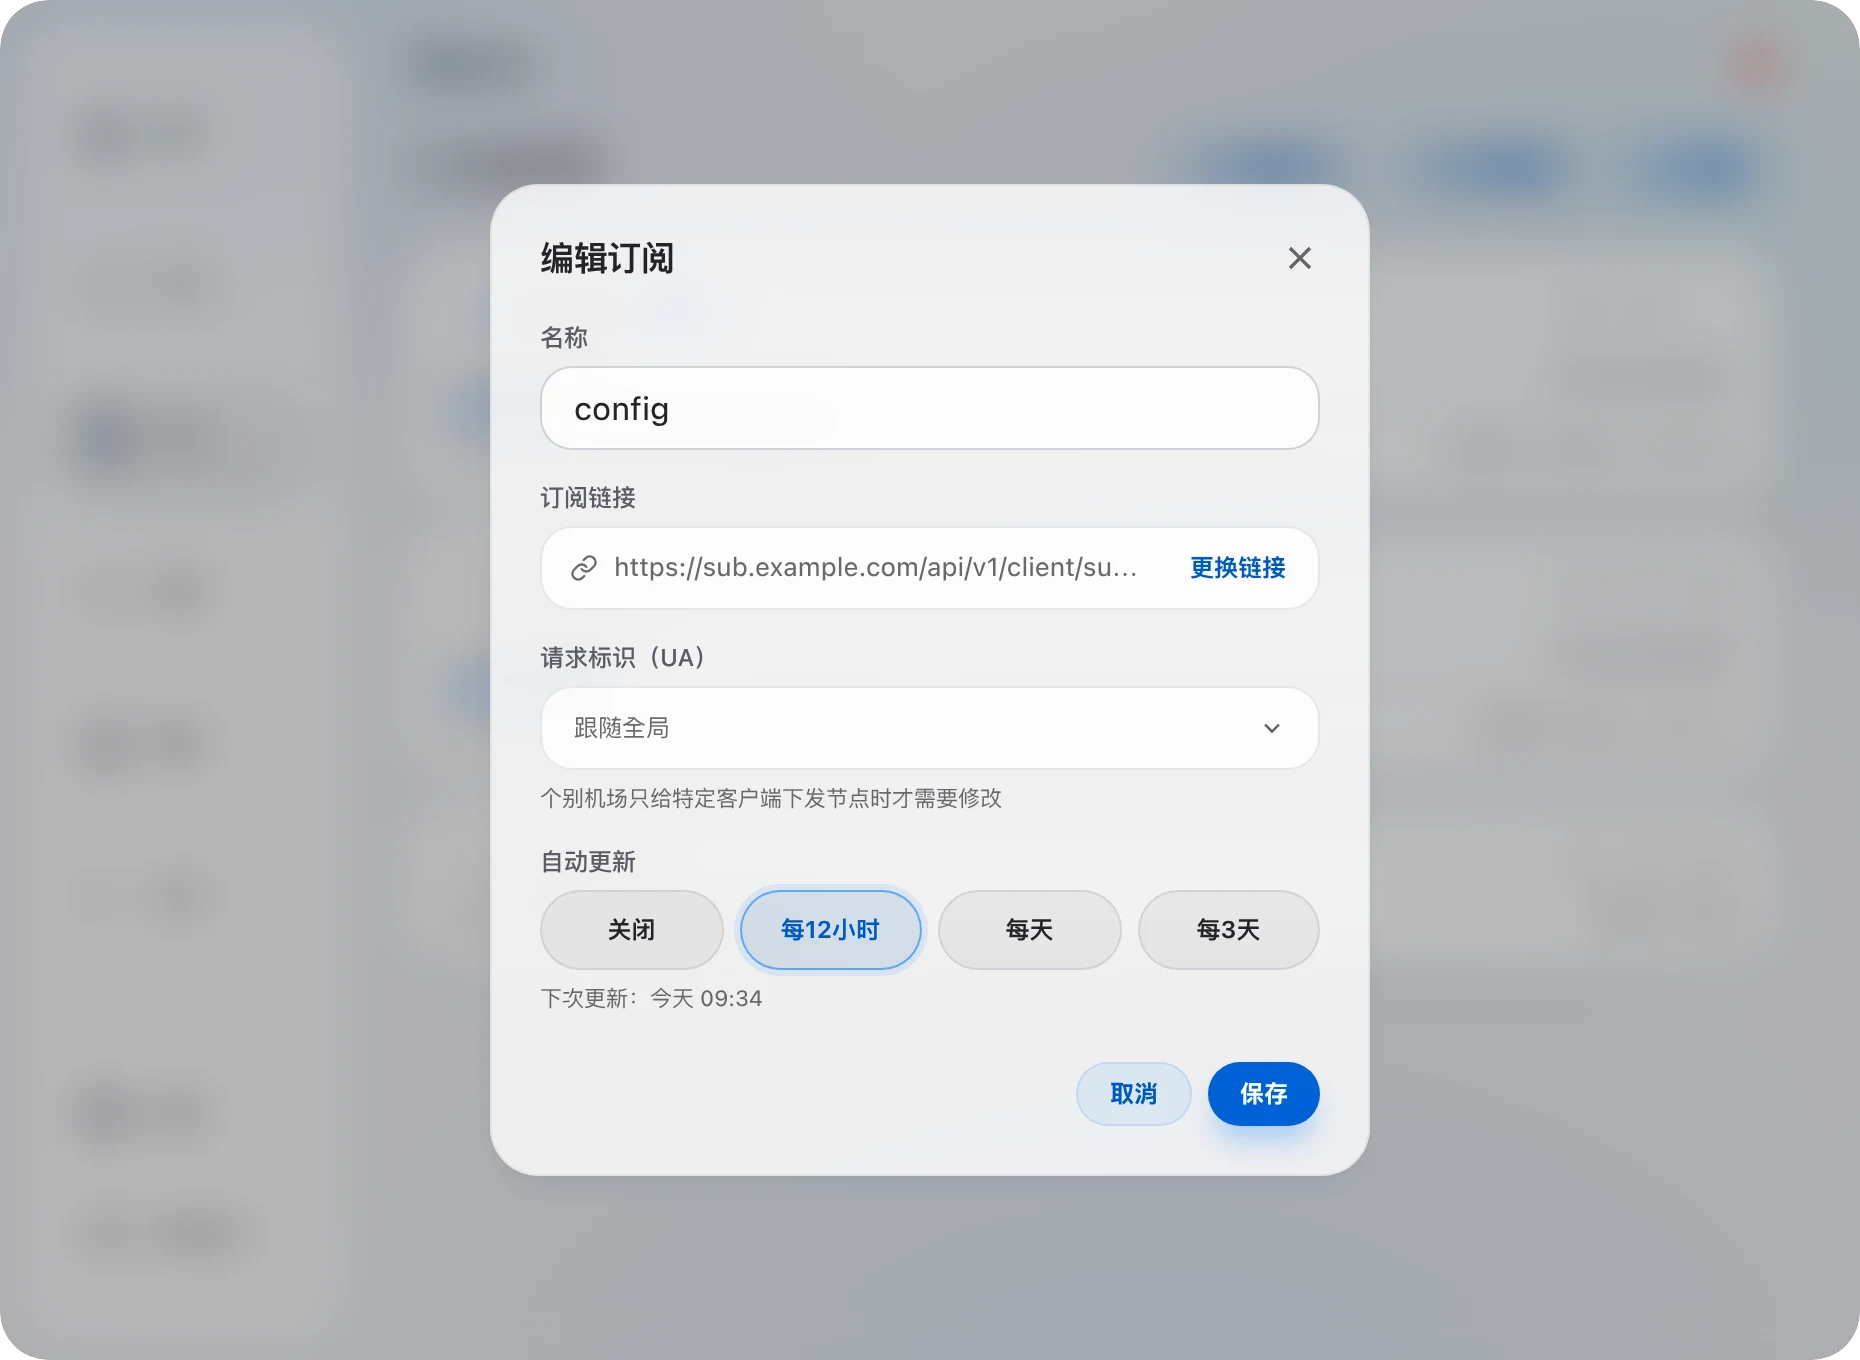 编辑订阅
名称
config
订阅链接
https://sub.example.com/api/v1/client/su... 更换链接
请求标识（UA）
跟随全局
个别机场只给特定客户端下发节点时才需要修改
自动更新
关闭 每12小时 每天 每3天
下次更新：今天 09:34
取消 保存